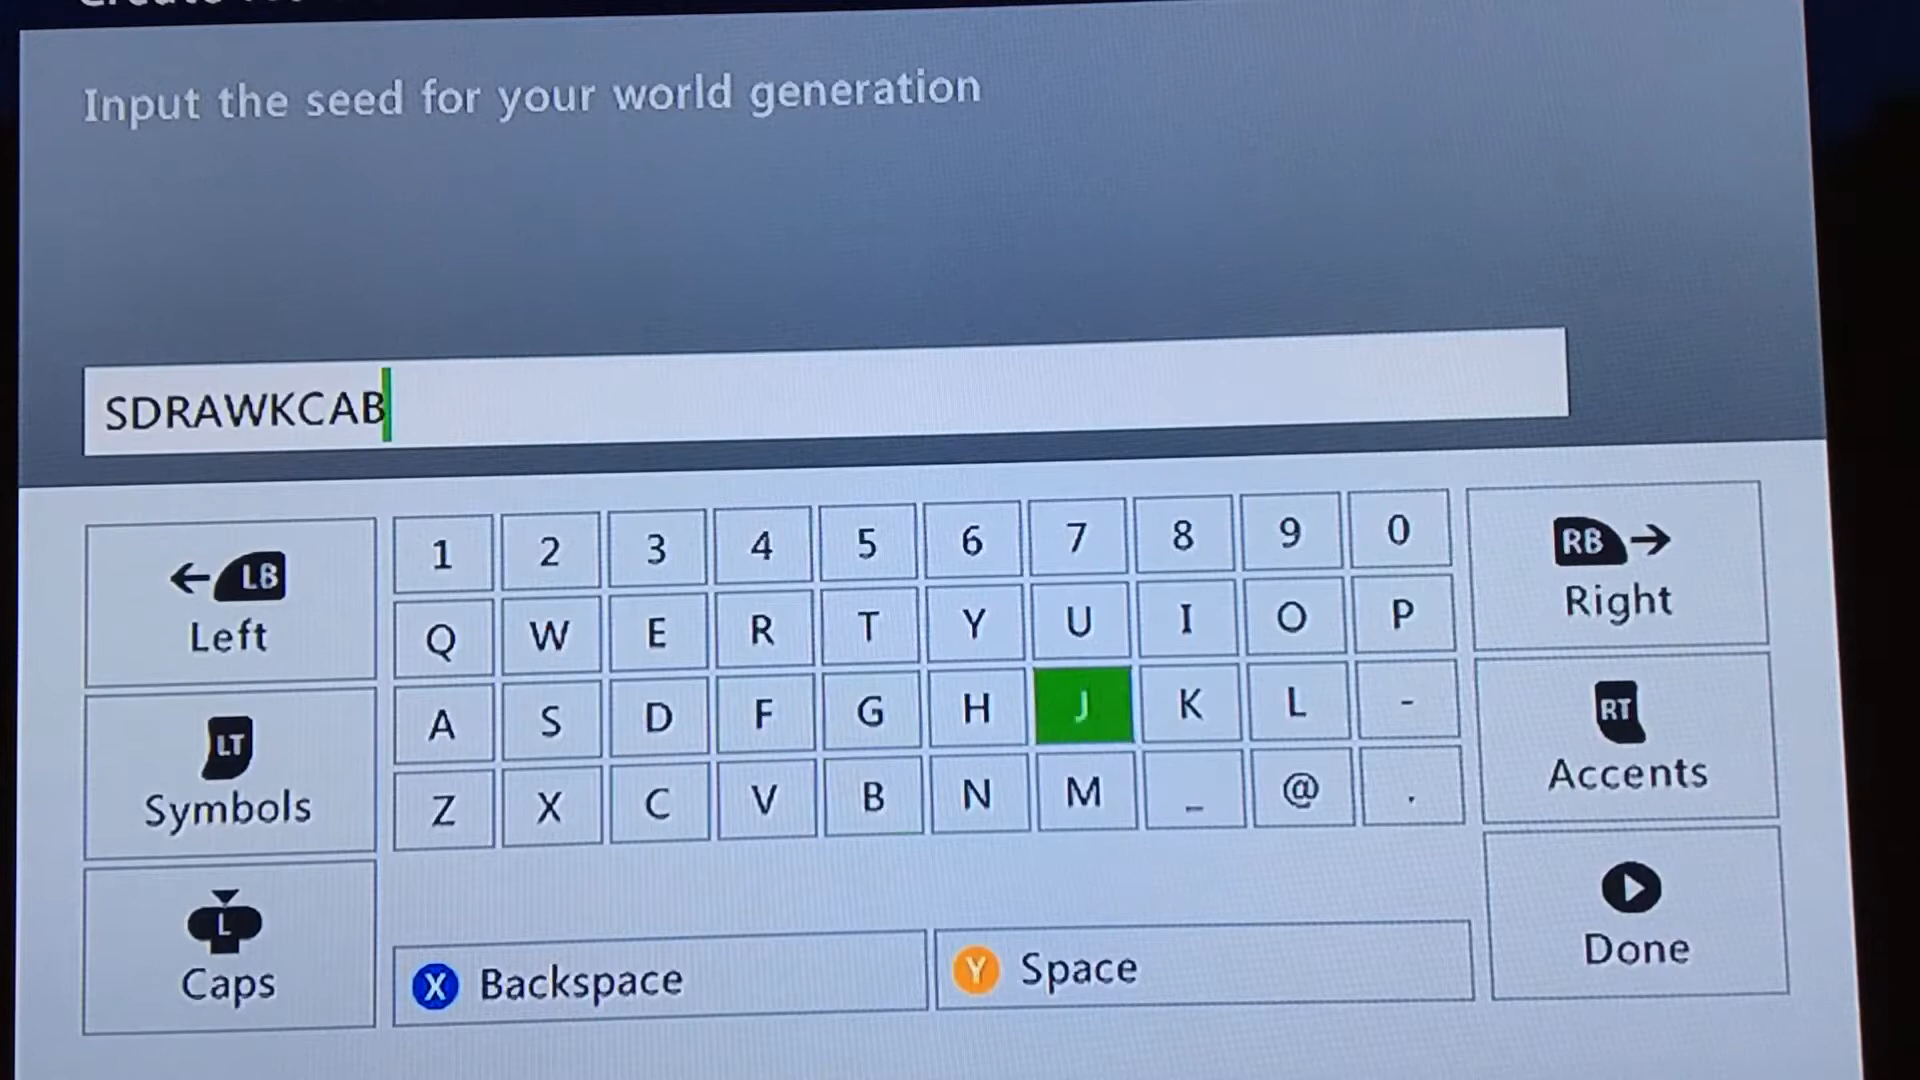 Input the seed for your world generation
SDRAWKCAB
LB
Left
1 2 3 4 5 6 7 8 9 0
RB
Right
Q W E R T Y U I O P
LT
Symbols
A S D F G H J K L -
RT
Accents
Z X C V B N M _ @ .
L
Caps
X Backspace
Y Space
Done